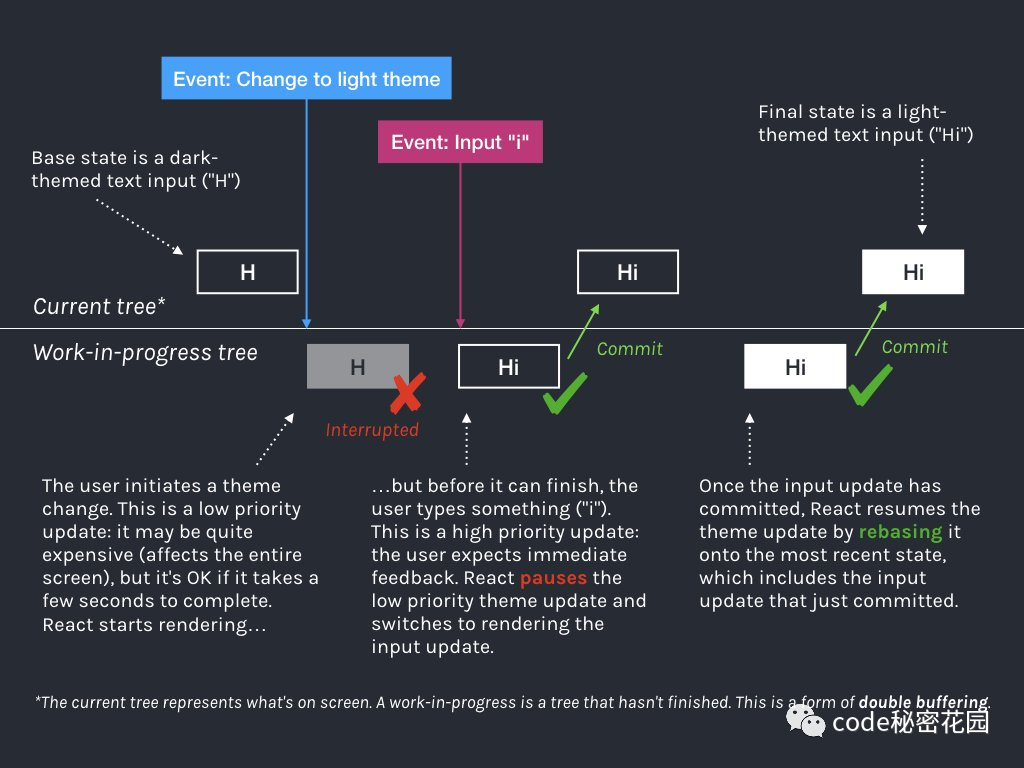 Event: Change to light theme
Event: Input "i"
Final state is a light-
themed text input ("Hi")
Base state is a dark-
themed text input ("H")
H
Hi
Hi
Current tree*
Work-in-progress tree
H
Hi
Commit
Hi
Commit
Interrupted
The user initiates a theme
change. This is a low priority
update: it may be quite
expensive (affects the entire
screen), but it's OK if it takes a
few seconds to complete.
React starts rendering…
…but before it can finish, the
user types something ("i").
This is a high priority update:
the user expects immediate
feedback. React pauses the
low priority theme update and
switches to rendering the
input update.
Once the input update has
committed, React resumes the
theme update by rebasing it
onto the most recent state,
which includes the input
update that just committed.
*The current tree represents what's on screen. A work-in-progress is a tree that hasn't finished. This is a form of double buffering.
code秘密花园